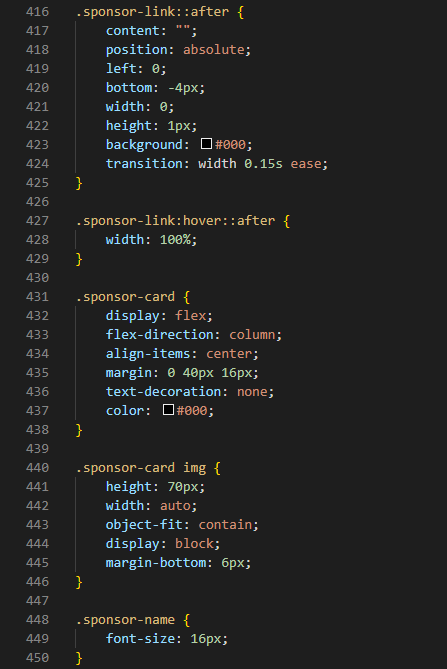 416 .sponsor-link::after {
417     content: "";
418     position: absolute;
419     left: 0;
420     bottom: -4px;
421     width: 0;
422     height: 1px;
423     background: #000;
424     transition: width 0.15s ease;
425 }
426
427 .sponsor-link:hover::after {
428     width: 100%;
429 }
430
431 .sponsor-card {
432     display: flex;
433     flex-direction: column;
434     align-items: center;
435     margin: 0 40px 16px;
436     text-decoration: none;
437     color: #000;
438 }
439
440 .sponsor-card img {
441     height: 70px;
442     width: auto;
443     object-fit: contain;
444     display: block;
445     margin-bottom: 6px;
446 }
447
448 .sponsor-name {
449     font-size: 16px;
450 }